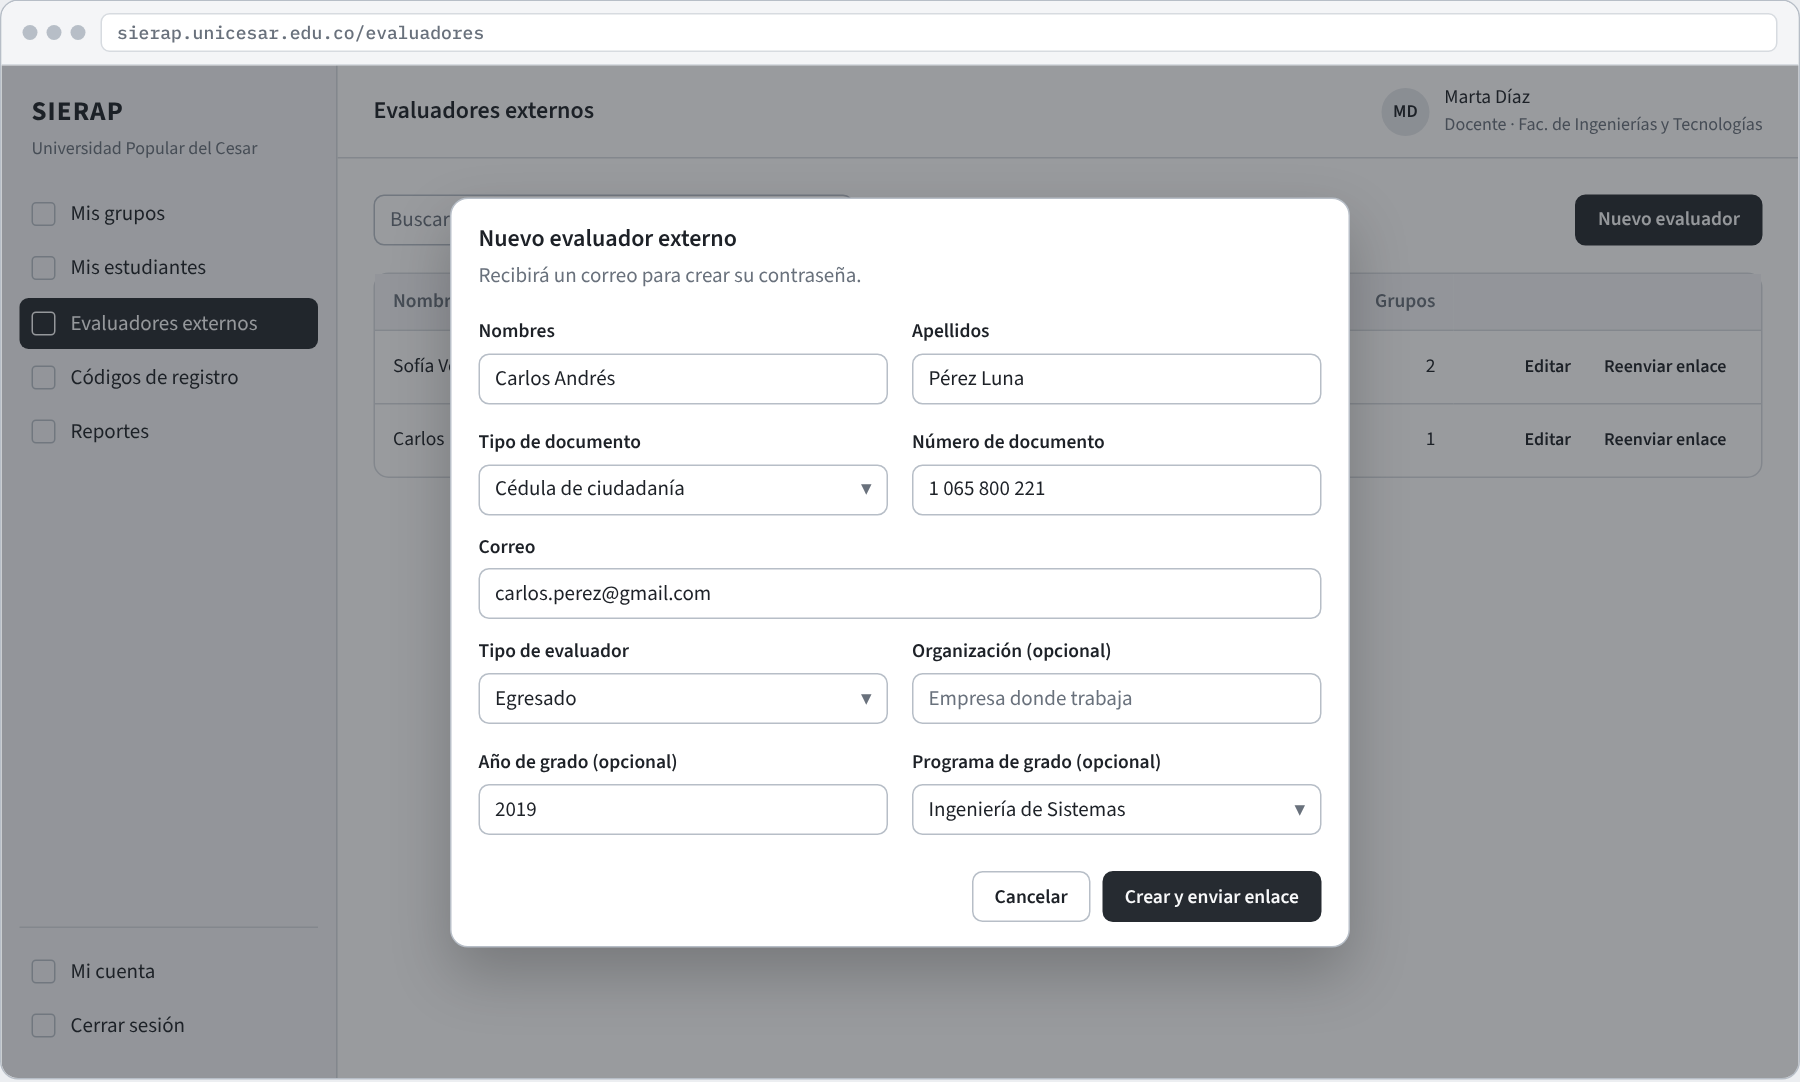 sierap.unicesar.edu.co/evaluadores
SIERAP
Universidad Popular del Cesar
Mis grupos
Mis estudiantes
Evaluadores externos
Códigos de registro
Reportes
Mi cuenta
Cerrar sesión
Evaluadores externos
MD
Marta Díaz
Docente · Fac. de Ingenierías y Tecnologías
Buscar
Nuevo evaluador
Grupos
Sofía
2 Editar Reenviar enlace
Carlos
1 Editar Reenviar enlace
Nuevo evaluador externo
Recibirá un correo para crear su contraseña.
Nombres
Carlos Andrés
Apellidos
Pérez Luna
Tipo de documento
Cédula de ciudadanía ▼
Número de documento
1 065 800 221
Correo
carlos.perez@gmail.com
Tipo de evaluador
Egresado ▼
Organización (opcional)
Empresa donde trabaja
Año de grado (opcional)
2019
Programa de grado (opcional)
Ingeniería de Sistemas ▼
Cancelar
Crear y enviar enlace